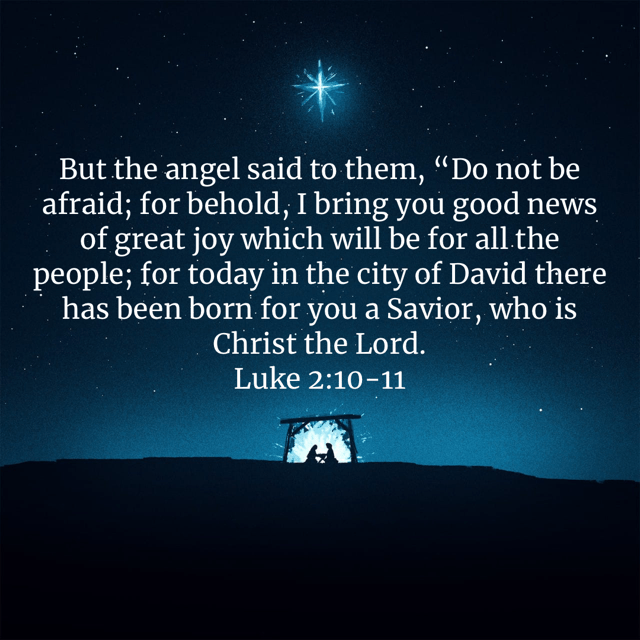 But the angel said to them, “Do not be
afraid; for behold, I bring you good news
of great joy which will be for all the
people; for today in the city of David there
has been born for you a Savior, who is
Christ the Lord.
Luke 2:10-11